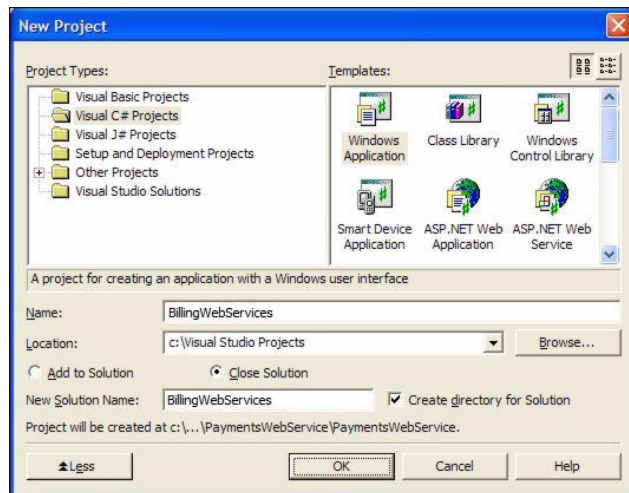 New Project
Project Types:
Templates:
Visual Basic Projects
Visual C# Projects
Visual J# Projects
Setup and Deployment Projects
Other Projects
Visual Studio Solutions
Windows Application
Class Library
Windows Control Library
Smart Device Application
ASP.NET Web Application
ASP.NET Web Service
A project for creating an application with a Windows user interface
Name:
BillingWebServices
Location:
c:\Visual Studio Projects
Browse...
Add to Solution
Close Solution
New Solution Name:
BillingWebServices
Create directory for Solution
Project will be created at c:\...\PaymentsWebService\PaymentsWebService.
Less
OK
Cancel
Help